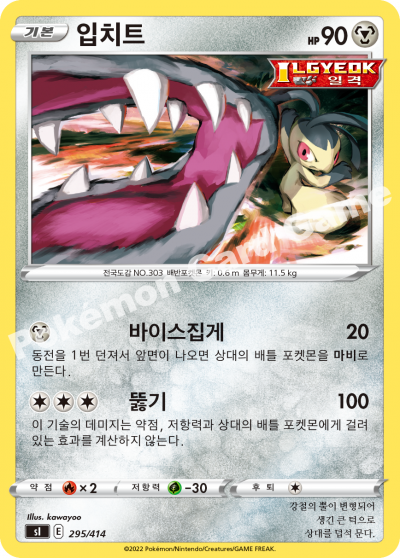 기본 입치트 HP 90
ILGYEOK
일격
전국도감 NO.303 배반포켓몬 키: 0.6 m 몸무게: 11.5 kg
Pokémon Card Game
바이스집게 20
동전을 1번 던져서 앞면이 나오면 상대의 배틀 포켓몬을 마비로
만든다.
뚫기 100
이 기술의 데미지는 약점, 저항력과 상대의 배틀 포켓몬에게 걸려
있는 효과를 계산하지 않는다.
약점 ×2 저항력 -30 후퇴
Illus. kawayoo
sI E 295/414
강철의 뿔이 변형되어
생긴 큰 턱으로
상대를 덥석 문다.
©2022 Pokémon/Nintendo/Creatures/GAME FREAK.